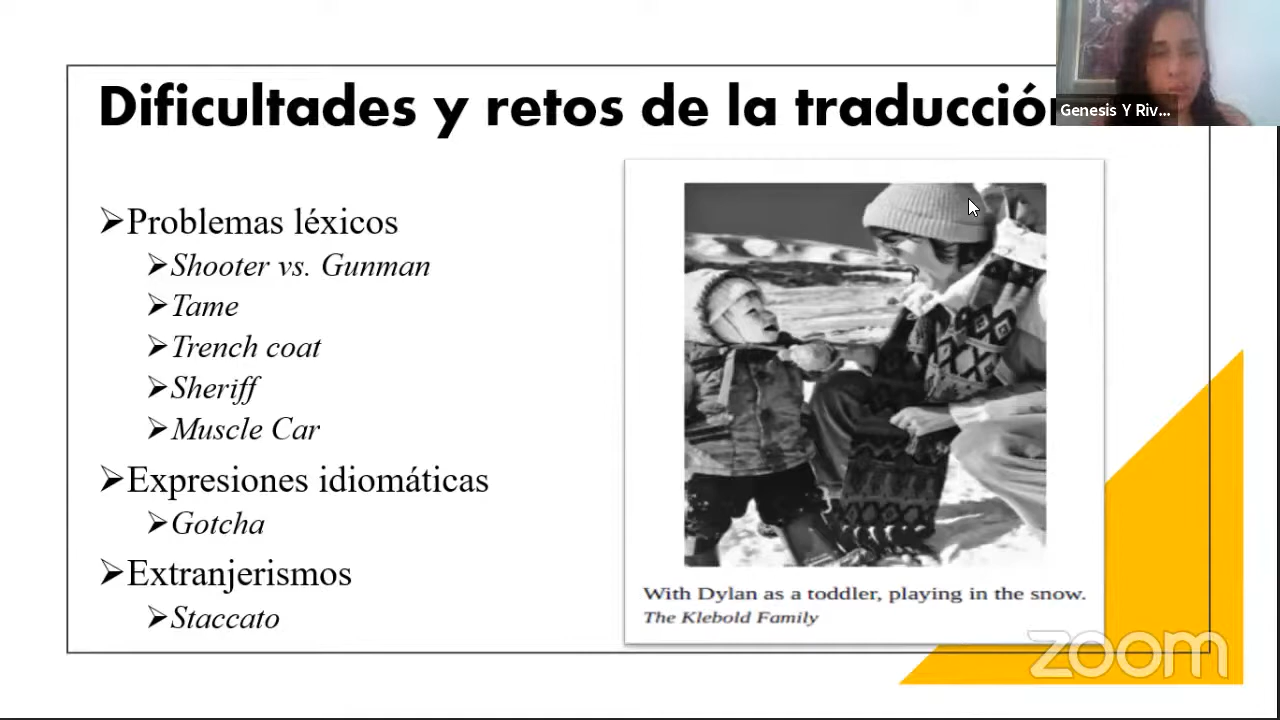 Dificultades y retos de la traducción
Genesis Y Riv...
➢Problemas léxicos
➢Shooter vs. Gunman
➢Tame
➢Trench coat
➢Sheriff
➢Muscle Car
➢Expresiones idiomáticas
➢Gotcha
➢Extranjerismos
➢Staccato
With Dylan as a toddler, playing in the snow.
The Klebold Family
zoom